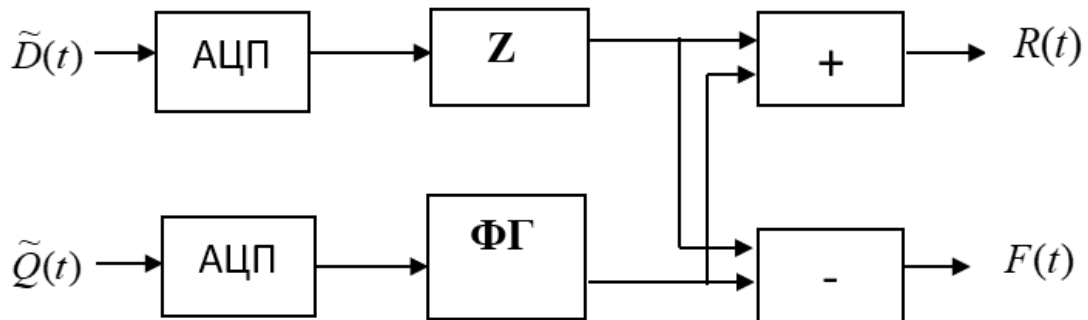 D̃(t)
АЦП
Z
+
R(t)
Q̃(t)
АЦП
ФГ
-
F(t)